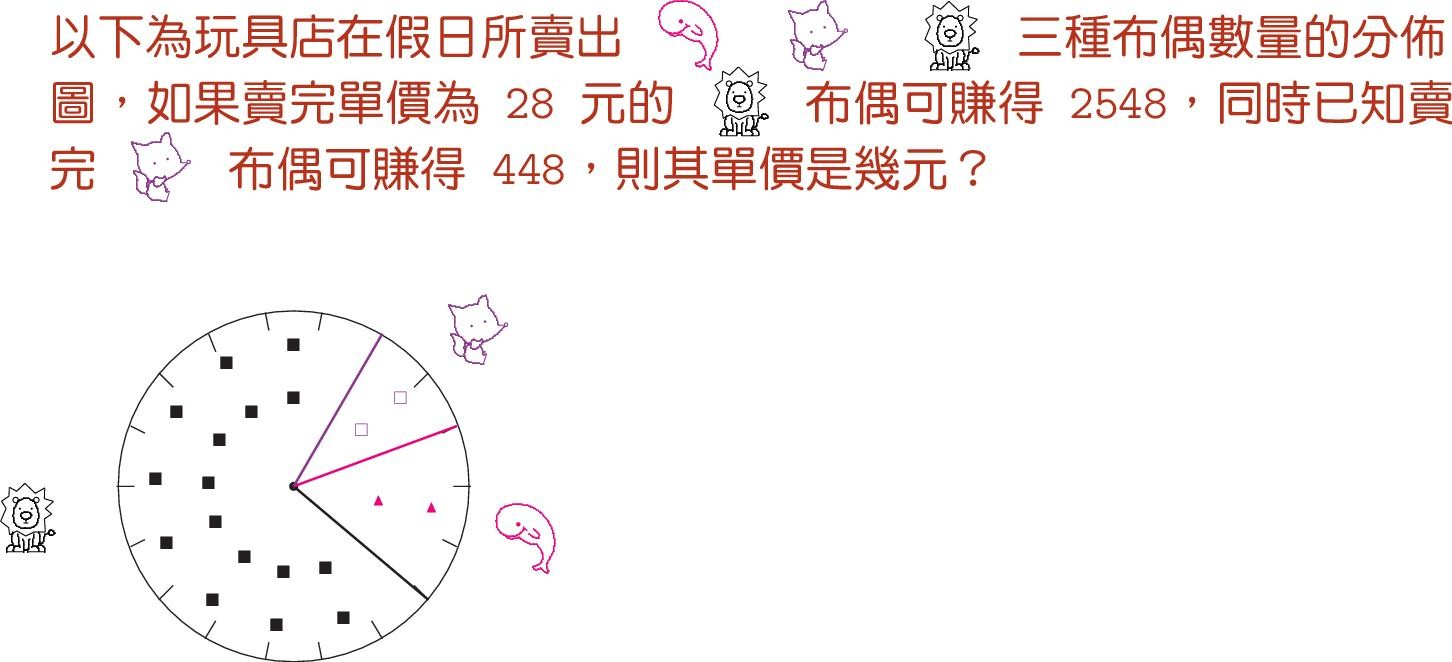 以下為玩具店在假日所賣出 三種布偶數量的分佈
圖，如果賣完單價為 28 元的 布偶可賺得 2548，同時已知賣
完 布偶可賺得 448，則其單價是幾元？